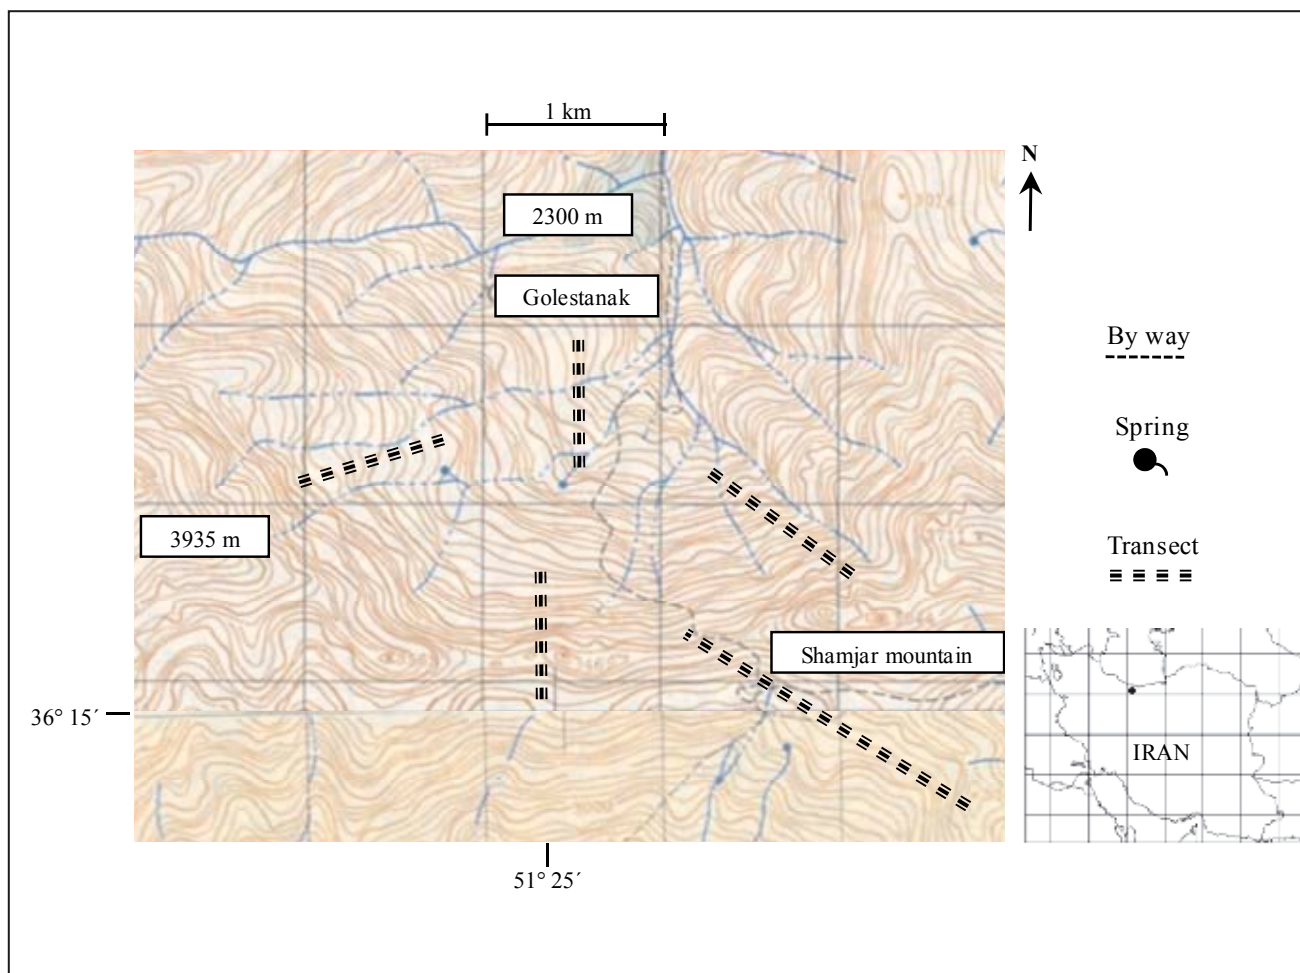 1 km
N
2300 m
Golestanak
By way
Spring
3935 m
Transect
Shamjar mountain
36° 15´
IRAN
51° 25´